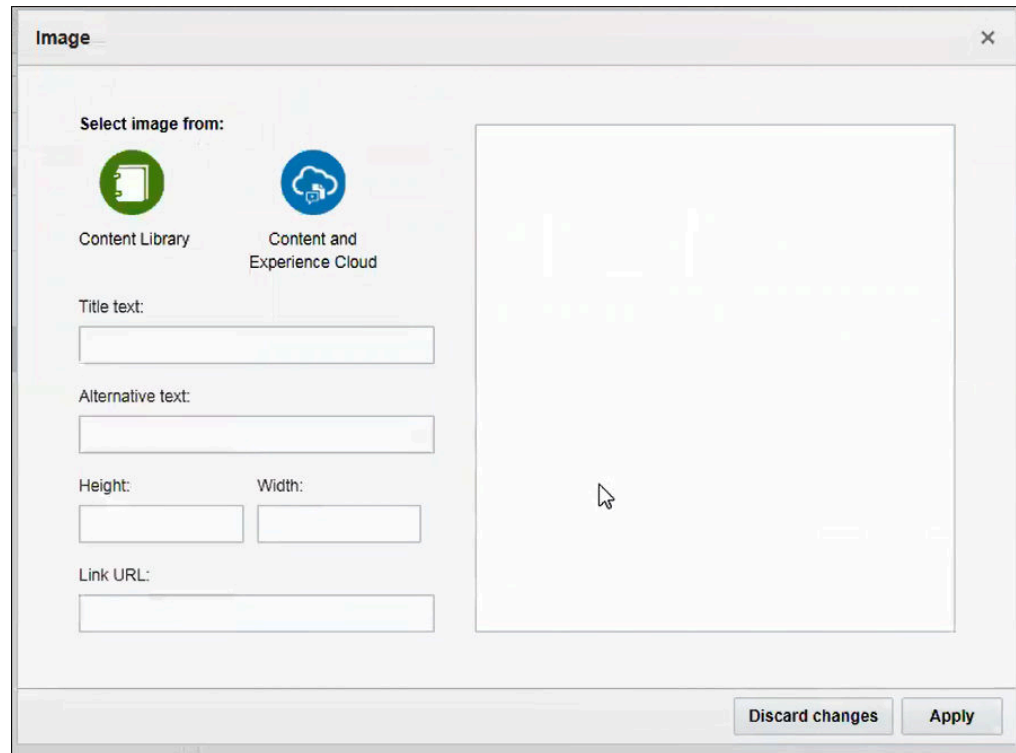 Image
Select image from:
Content Library
Content and
Experience Cloud
Title text:
Alternative text:
Height: Width:
Link URL:
Discard changes Apply